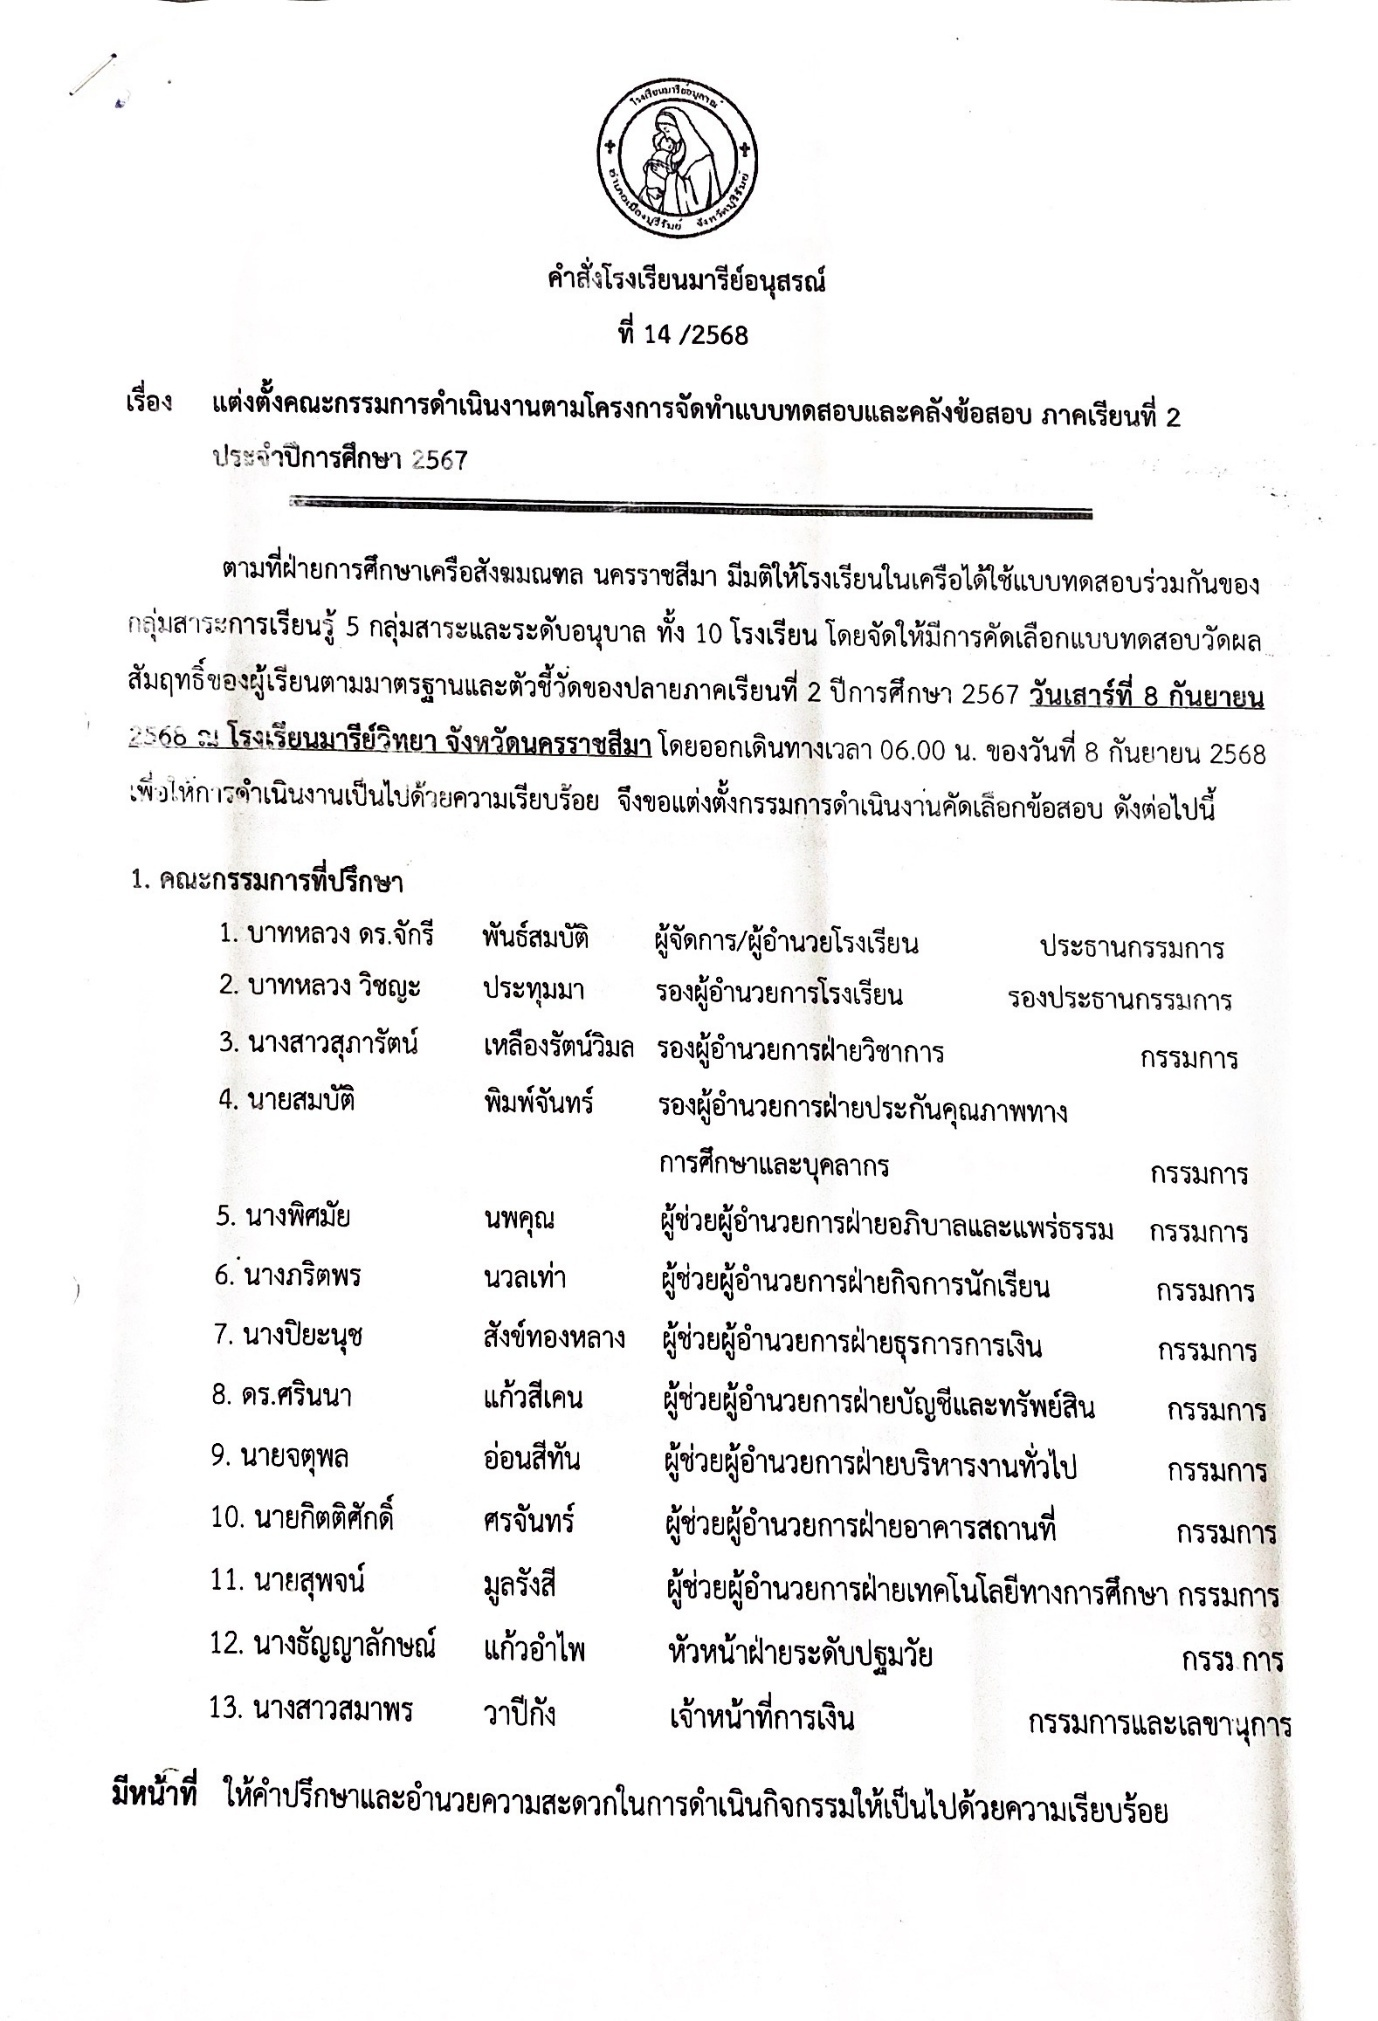 โรงเรียนมารีย์อนุสรณ์
อำเภอเมืองบุรีรัมย์ จังหวัดบุรีรัมย์
คำสั่งโรงเรียนมารีย์อนุสรณ์
ที่ 14 /2568
เรื่อง แต่งตั้งคณะกรรมการดำเนินงานตามโครงการจัดทำแบบทดสอบและคลังข้อสอบ ภาคเรียนที่ 2
ประจำปีการศึกษา 2567
ตามที่ฝ่ายการศึกษาเครือสังฆมณฑล นครราชสีมา มีมติให้โรงเรียนในเครือได้ใช้แบบทดสอบร่วมกันของ
กลุ่มสาระการเรียนรู้ 5 กลุ่มสาระและระดับอนุบาล ทั้ง 10 โรงเรียน โดยจัดให้มีการคัดเลือกแบบทดสอบวัดผล
สัมฤทธิ์ของผู้เรียนตามมาตรฐานและตัวชี้วัดของปลายภาคเรียนที่ 2 ปีการศึกษา 2567 วันเสาร์ที่ 8 กันยายน
2568 ณ โรงเรียนมารีย์วิทยา จังหวัดนครราชสีมา โดยออกเดินทางเวลา 06.00 น. ของวันที่ 8 กันยายน 2568
เพื่อให้การดำเนินงานเป็นไปด้วยความเรียบร้อย จึงขอแต่งตั้งกรรมการดำเนินงานคัดเลือกข้อสอบ ดังต่อไปนี้
1. คณะกรรมการที่ปรึกษา
1. บาทหลวง ดร.จักรี พันธ์สมบัติ ผู้จัดการ/ผู้อำนวยโรงเรียน ประธานกรรมการ
2. บาทหลวง วิชญะ ประทุมมา รองผู้อำนวยการโรงเรียน รองประธานกรรมการ
3. นางสาวสุภารัตน์ เหลืองรัตน์วิมล รองผู้อำนวยการฝ่ายวิชาการ กรรมการ
4. นายสมบัติ พิมพ์จันทร์ รองผู้อำนวยการฝ่ายประกันคุณภาพทาง
การศึกษาและบุคลากร กรรมการ
5. นางพิศมัย นพคุณ ผู้ช่วยผู้อำนวยการฝ่ายอภิบาลและแพร่ธรรม กรรมการ
6. นางภริตพร นวลเท่า ผู้ช่วยผู้อำนวยการฝ่ายกิจการนักเรียน กรรมการ
7. นางปิยะนุช สังข์ทองหลาง ผู้ช่วยผู้อำนวยการฝ่ายธุรการการเงิน กรรมการ
8. ดร.ศรินนา แก้วสีเคน ผู้ช่วยผู้อำนวยการฝ่ายบัญชีและทรัพย์สิน กรรมการ
9. นายจตุพล อ่อนสีทัน ผู้ช่วยผู้อำนวยการฝ่ายบริหารงานทั่วไป กรรมการ
10. นายกิตติศักดิ์ ศรจันทร์ ผู้ช่วยผู้อำนวยการฝ่ายอาคารสถานที่ กรรมการ
11. นายสุพจน์ มูลรังสี ผู้ช่วยผู้อำนวยการฝ่ายเทคโนโลยีทางการศึกษา กรรมการ
12. นางธัญญาลักษณ์ แก้วอำไพ หัวหน้าฝ่ายระดับปฐมวัย กรรมการ
13. นางสาวสมาพร วาปีกัง เจ้าหน้าที่การเงิน กรรมการและเลขานุการ
มีหน้าที่ ให้คำปรึกษาและอำนวยความสะดวกในการดำเนินกิจกรรมให้เป็นไปด้วยความเรียบร้อย